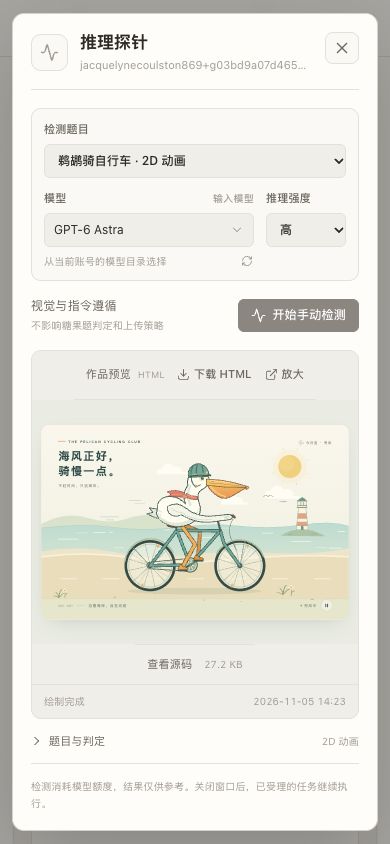 推理探针
jacquelynecoulston869+g03bd9a07d465...
检测题目
鹈鹕骑自行车 · 2D 动画
模型
输入模型
推理强度
GPT-6 Astra
高
从当前账号的模型目录选择
视觉与指令遵循
不影响糖果题判定和上传策略
开始手动检测
作品预览 HTML
下载 HTML
放大
THE PELICAN CYCLING CLUB
海风正好，
骑慢一点。
查看源码 27.2 KB
绘制完成
2026-11-05 14:23
题目与判定
2D 动画
检测消耗模型额度，结果仅供参考。关闭窗口后，已受理的任务继续执
行。